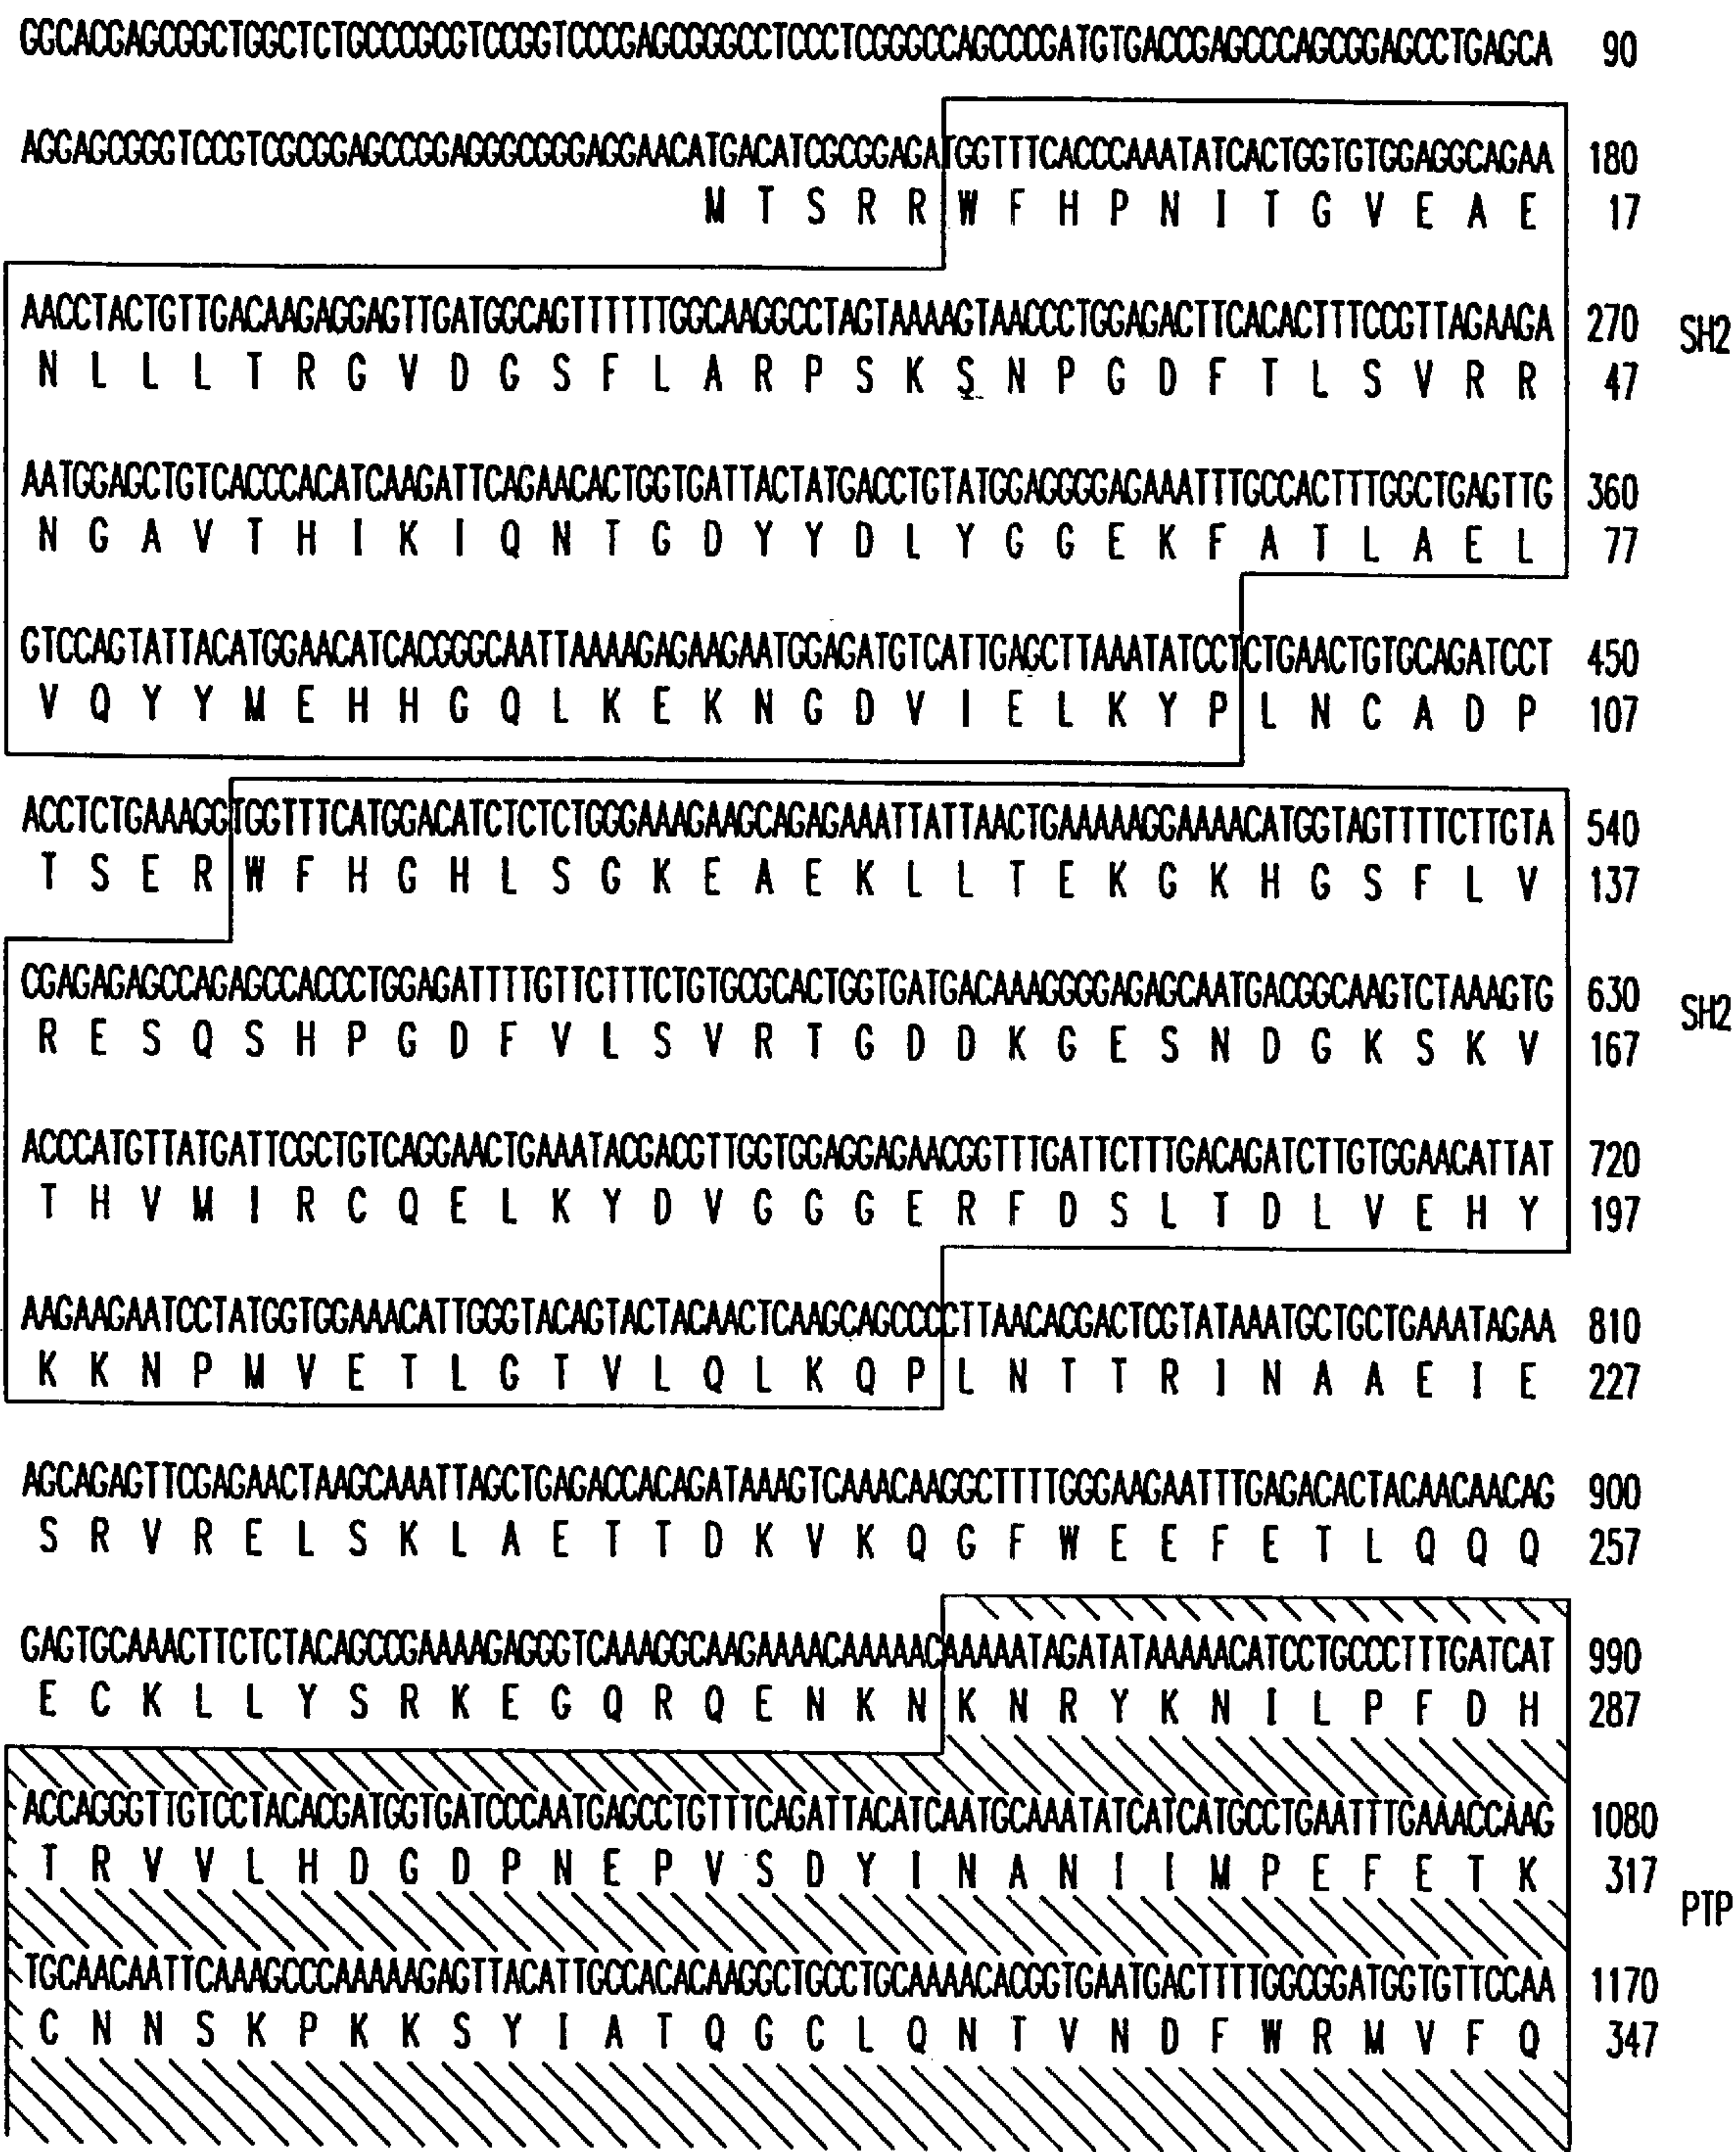 GGCACGAGCGGCTGGCTCTGCCCGCGTCCGGTCCCGAGCGGGCCTCCCTCGGGCCAGCCCGATGTGACCGAGCCCAGCGGAGCCTGAGCA 90
AGGAGCGGGTCCGTCGCGGAGCCGGAGGGCGGGAGGAACATGACATCGCGGAGATGGTTTCACCCAAATATCACTGGTGTGGAGGCAGAA 180
M T S R R W F H P N I T G V E A E 17
AACCTACTGTTGACAAGAGGAGTTGATGGCAGTTTTTTGGCAAGGCCTAGTAAAAGTAACCCTGGAGACTTCACACTTTCCGTTAGAAGA 270 SH2
N L L L T R G V D G S F L A R P S K S N P G D F T L S V R R 47
AATGGAGCTGTCACCCACATCAAGATTCAGAACACTGGTGATTACTATGACCTGTATGGAGGGGAGAAATTTGCCACTTTGGCTGAGTTG 360
N G A V T H I K I Q N T G D Y Y D L Y G G E K F A T L A E L 77
GTCCAGTATTACATGGAACATCACGGGCAATTAAAAGAGAAGAATGGAGATGTCATTGAGCTTAAATATCCTCTGAACTGTGCAGATCCT 450
V Q Y Y M E H H G Q L K E K N G D V I E L K Y P L N C A D P 107
ACCTCTGAAAGGTGGTTTCATGGACATCTCTCTGGGAAAGAAGCAGAGAAATTATTAACTGAAAAAGGAAAACATGGTAGTTTTCTTGTA 540
T S E R W F H G H L S G K E A E K L L T E K G K H G S F L V 137
CGAGAGAGCCAGAGCCACCCTGGAGATTTTGTTCTTTCTGTGCGCACTGGTGATGACAAAGGGGAGAGCAATGACGGCAAGTCTAAAGTG 630 SH2
R E S Q S H P G D F V L S V R T G D D K G E S N D G K S K V 167
ACCCATGTTATGATTCGCTGTCAGGAACTGAAATACGACGTTGGTGGAGGAGAACGGTTTGATTCTTTGACAGATCTTGTGGAACATTAT 720
T H V M I R C Q E L K Y D V G G G E R F D S L T D L V E H Y 197
AAGAAGAATCCTATGGTGGAAACATTGGGTACAGTACTACAACTCAAGCAGCCCCTTAACACGACTCGTATAAATGCTGCTGAAATAGAA 810
K K N P M V E T L G T V L Q L K Q P L N T T R I N A A E I E 227
AGCAGAGTTCGAGAACTAAGCAAATTAGCTGAGACCACAGATAAAGTCAAACAAGGCTTTTGGGAAGAATTTGAGACACTACAACAACAG 900
S R V R E L S K L A E T T D K V K Q G F W E E F E T L Q Q Q 257
GAGTGCAAACTTCTCTACAGCCGAAAAGAGGGTCAAAGGCAAGAAAACAAAAACAAAAATAGATATAAAAACATCCTGCCCTTTGATCAT 990
E C K L L Y S R K E G Q R Q E N K N K N R Y K N I L P F D H 287
ACCAGGGTTGTCCTACACGATGGTGATCCCAATGAGCCTGTTTCAGATTACATCAATGCAAATATCATCATGCCTGAATTTGAAACCAAG 1080
T R V V L H D G D P N E P V S D Y I N A N I I M P E F E T K 317
PTP
TGCAACAATTCAAAGCCCAAAAAGAGTTACATTGCCACACAAGGCTGCCTGCAAAACACGGTGAATGACTTTTGGCGGATGGTGTTCCAA 1170
C N N S K P K K S Y I A T Q G C L Q N T V N D F W R M V F Q 347